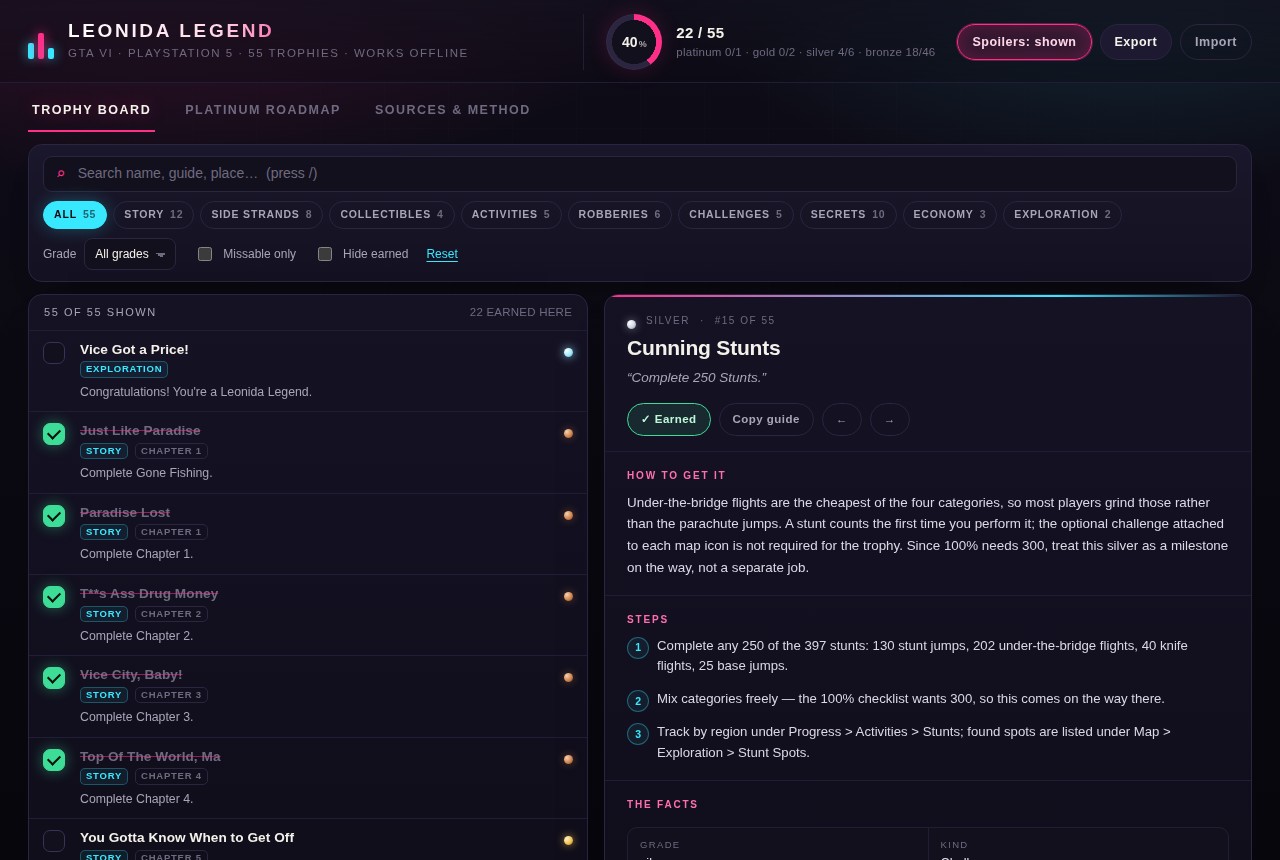 LEONIDA LEGEND
GTA VI · PLAYSTATION 5 · 55 TROPHIES · WORKS OFFLINE
40%
22 / 55
platinum 0/1 · gold 0/2 · silver 4/6 · bronze 18/46
Spoilers: shown
Export
Import
TROPHY BOARD
PLATINUM ROADMAP
SOURCES & METHOD
Search name, guide, place… (press /)
ALL 55
STORY 12
SIDE STRANDS 8
COLLECTIBLES 4
ACTIVITIES 5
ROBBERIES 6
CHALLENGES 5
SECRETS 10
ECONOMY 3
EXPLORATION 2
Grade
All grades
Missable only
Hide earned
Reset
55 OF 55 SHOWN
22 EARNED HERE
Vice Got a Price!
EXPLORATION
Congratulations! You're a Leonida Legend.
Just Like Paradise
STORY CHAPTER 1
Complete Gone Fishing.
Paradise Lost
STORY CHAPTER 1
Complete Chapter 1.
T**s Ass Drug Money
STORY CHAPTER 2
Complete Chapter 2.
Vice City, Baby!
STORY CHAPTER 3
Complete Chapter 3.
Top Of The World, Ma
STORY CHAPTER 4
Complete Chapter 4.
You Gotta Know When to Get Off
STORY CHAPTER 5
SILVER · #15 OF 55
Cunning Stunts
“Complete 250 Stunts.”
✓ Earned
Copy guide
←
→
HOW TO GET IT
Under-the-bridge flights are the cheapest of the four categories, so most players grind those rather
than the parachute jumps. A stunt counts the first time you perform it; the optional challenge attached
to each map icon is not required for the trophy. Since 100% needs 300, treat this silver as a milestone
on the way, not a separate job.
STEPS
1 Complete any 250 of the 397 stunts: 130 stunt jumps, 202 under-the-bridge flights, 40 knife
flights, 25 base jumps.
2 Mix categories freely — the 100% checklist wants 300, so this comes on the way there.
3 Track by region under Progress > Activities > Stunts; found spots are listed under Map >
Exploration > Stunt Spots.
THE FACTS
GRADE
KIND